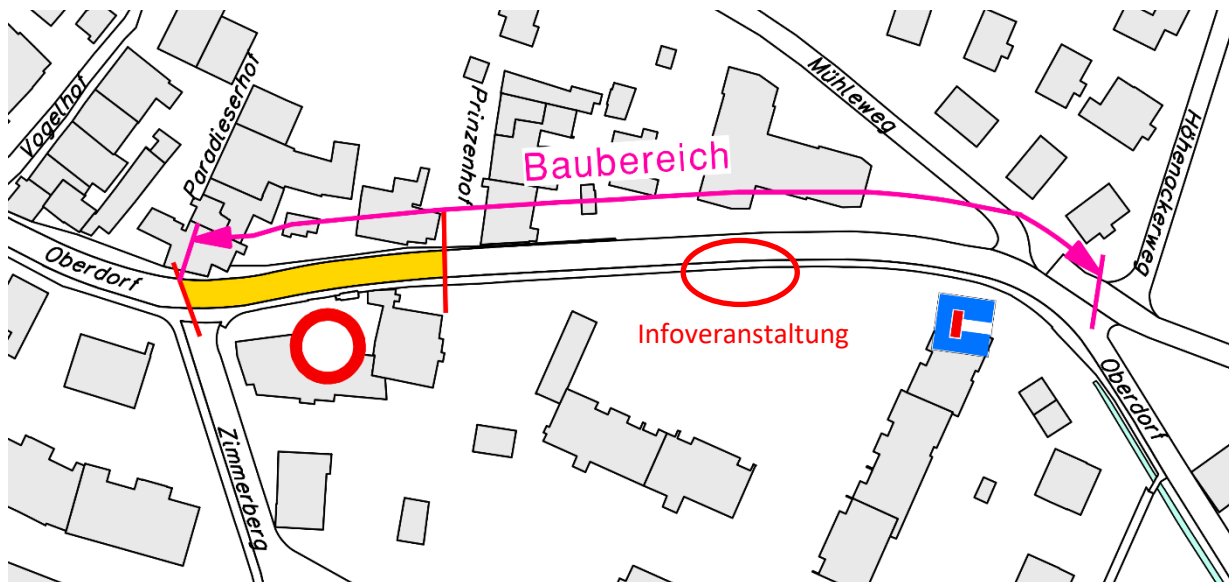 Vogelhof
Paradieserhof
Prinzenhof
Mühleweg
Höhenackerweg
Baubereich
Oberdorf
Infoveranstaltung
Oberdorf
Zimmerberg